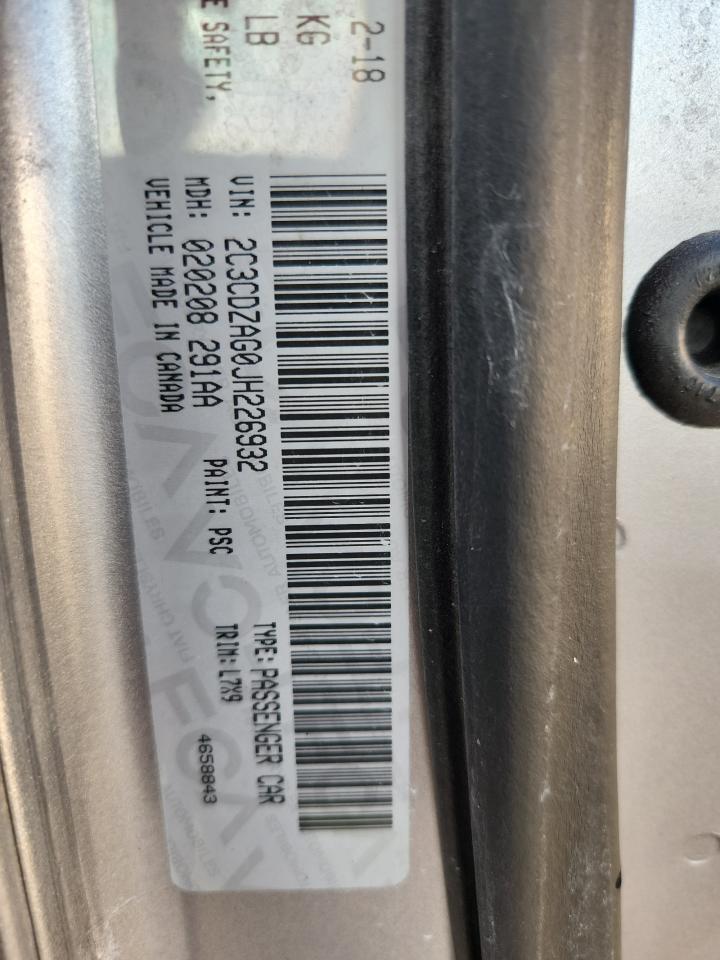 2-18
KG
LB
E SAFETY,
VIN: 2C3CDZAG0JH226932
TYPE: PASSENGER CAR
MDH: 020208 291AA
PAINT: PSC
TRIM: L7X9
VEHICLE MADE IN CANADA
4658843